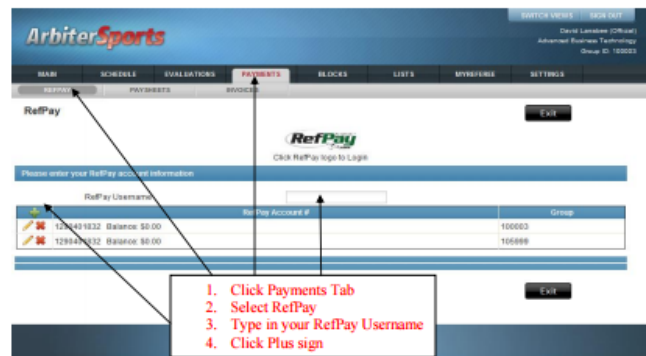 SWITCH VIEWS SIGN OUT
ArbiterSports
David Lansbee (Official)
Advanced Business Technology
Group ID: 100003
MAIN SCHEDULE EVALUATIONS PAYMENTS BLOCKS LISTS MYREFEREE SETTINGS
REFPAY PAYSHEETS INVOICES
RefPay
Exit
RefPay
Click RefPay logo to Login
Please enter your RefPay account information
RefPay Username
RefPay Account # Group
Balance: $0.00 100003
Balance: $0.00
1. Click Payments Tab
2. Select RefPay
3. Type in your RefPay Username
4. Click Plus sign
Exit